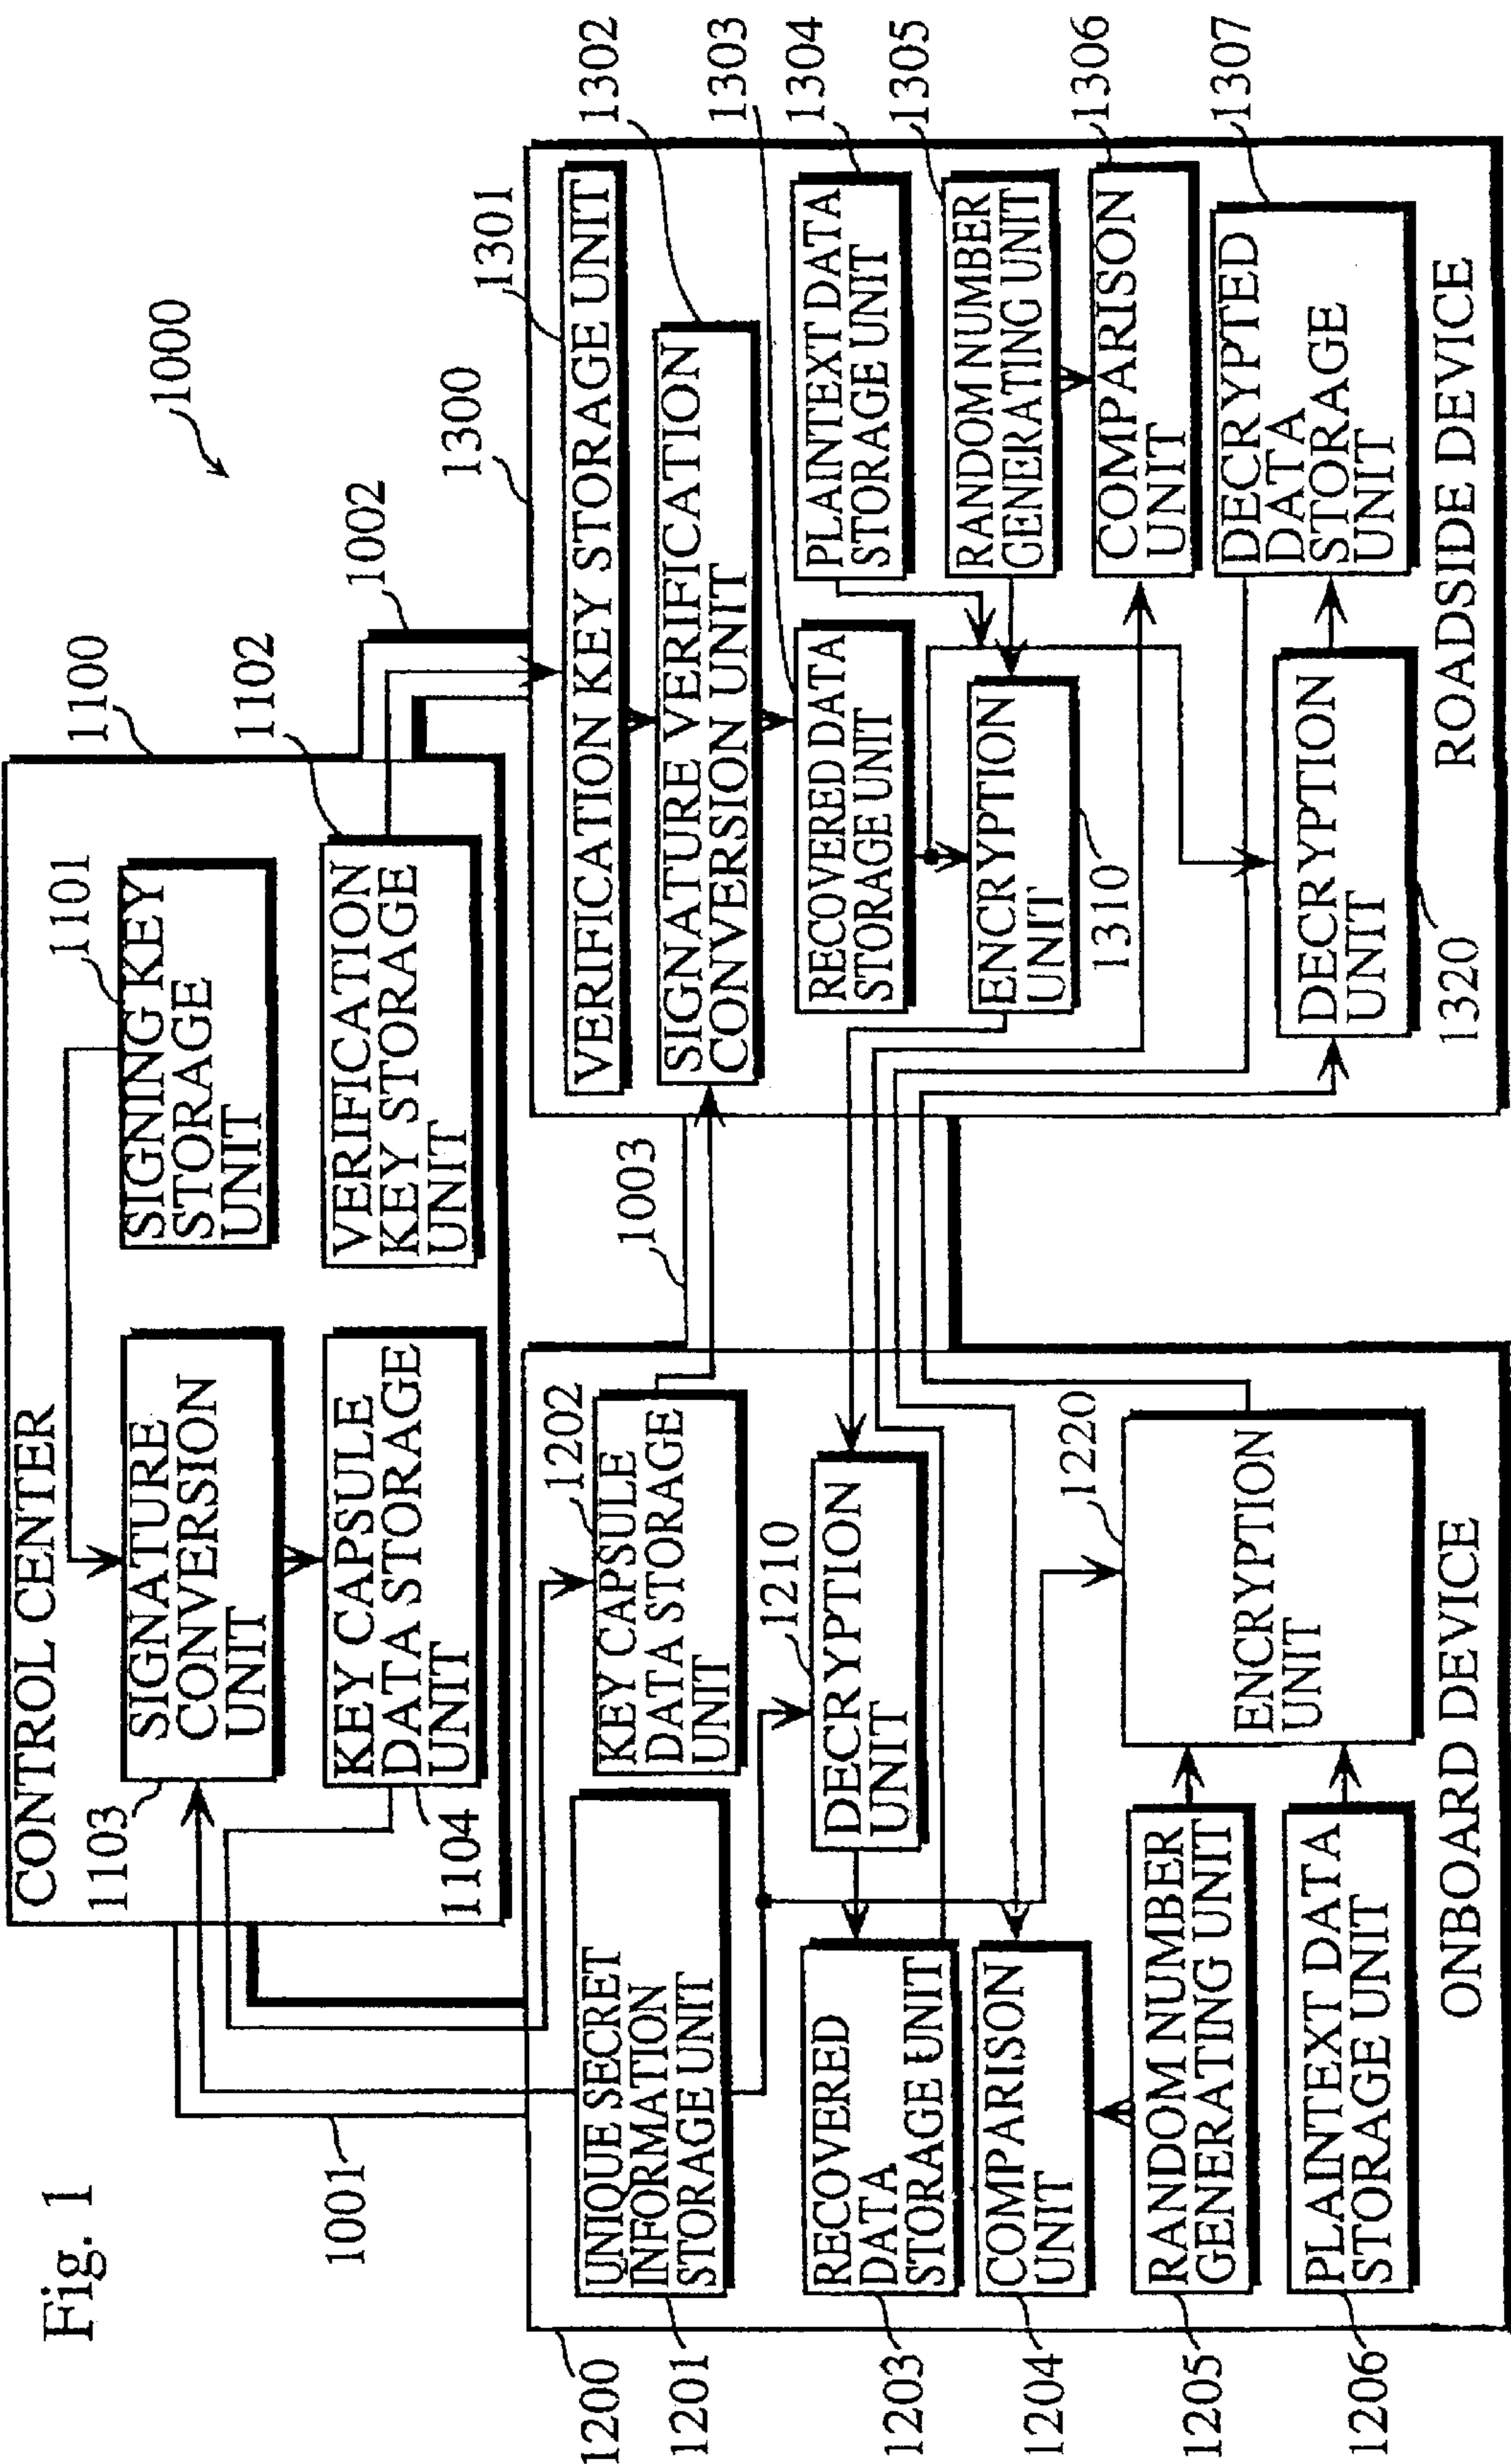 Fig. 1
1000
CONTROL CENTER
1100
SIGNATURE
CONVERSION
UNIT
1103
SIGNING KEY
STORAGE
UNIT
1101
KEY CAPSULE
DATA STORAGE
UNIT
1104
VERIFICATION
KEY STORAGE
UNIT
1102
1001
1002
1003
1200
UNIQUE SECRET
INFORMATION
STORAGE UNIT
1201
KEY CAPSULE
DATA STORAGE
UNIT
1202
DECRYPTION
UNIT
1210
RECOVERED
DATA
STORAGE UNIT
1203
COMPARISON
UNIT
1204
RANDOM NUMBER
GENERATING UNIT
1205
PLAINTEXT DATA
STORAGE UNIT
1206
ENCRYPTION
UNIT
1220
ONBOARD DEVICE
1300
VERIFICATION KEY STORAGE UNIT
1301
SIGNATURE VERIFICATION
CONVERSION UNIT
1302
RECOVERED DATA
STORAGE UNIT
1303
PLAINTEXT DATA
STORAGE UNIT
1304
RANDOM NUMBER
GENERATING UNIT
1305
ENCRYPTION
UNIT
1310
COMPARISON
UNIT
1306
DECRYPTED
DATA
STORAGE
UNIT
1307
DECRYPTION
UNIT
1320
ROADSIDE DEVICE